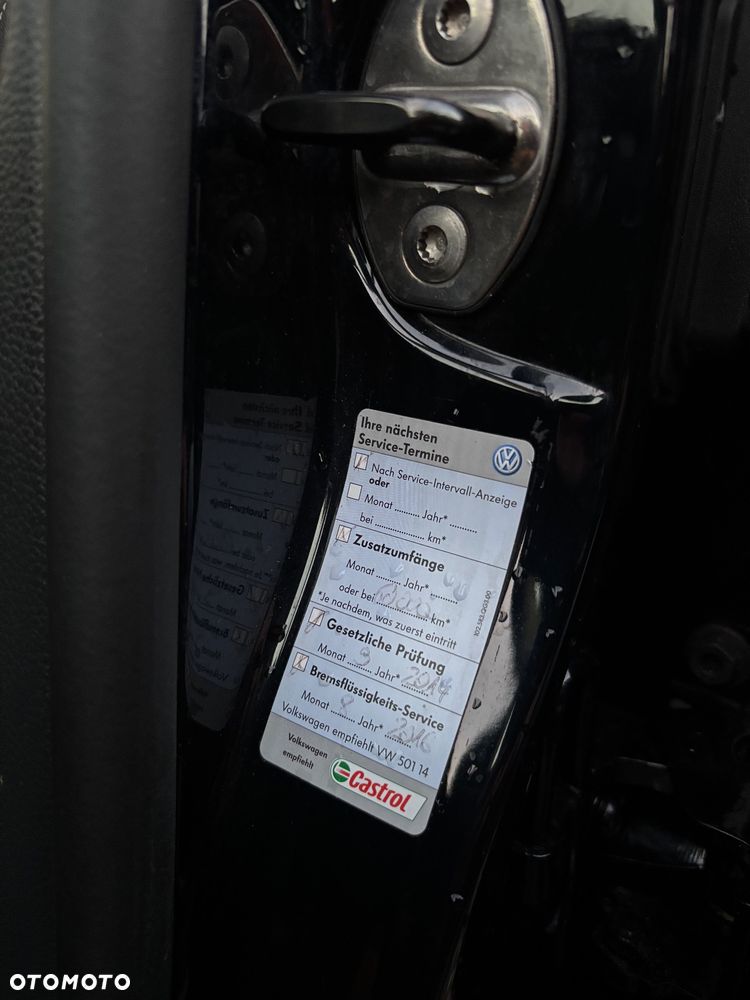 Ihre nächsten
Service-Termine
Nach Service-Intervall-Anzeige
oder
Monat .......... Jahr* ..........
bei .................... km*
Zusatzumfänge
Monat .......... Jahr* ..........
oder bei km*
*Je nachdem, was zuerst eintritt
Gesetzliche Prüfung
Monat 9 Jahr* 2014
Bremsflüssigkeits-Service
Monat 8 Jahr* 2016
Volkswagen empfiehlt VW 501 14
Volkswagen
empfiehlt
Castrol
OTOMOTO